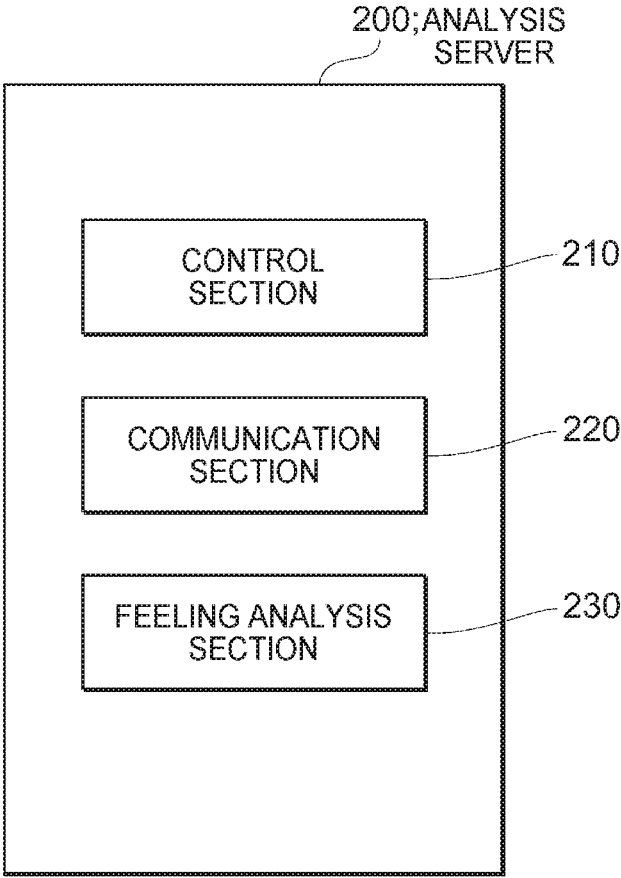 200;ANALYSIS
SERVER
CONTROL
SECTION
210
COMMUNICATION
SECTION
220
FEELING ANALYSIS
SECTION
230